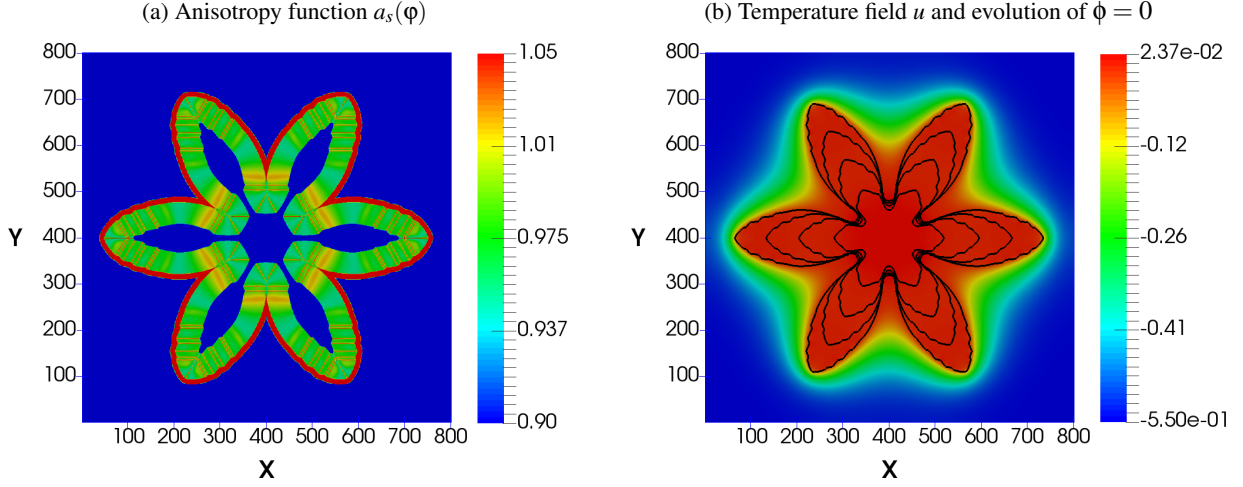 (a) Anisotropy function a_s(φ)
800
700
600
500
400
300
200
100
100 200 300 400 500 600 700 800
Y
X
1.05
1.01
0.975
0.937
0.90
(b) Temperature field u and evolution of ϕ = 0
800
700
600
500
400
300
200
100
100 200 300 400 500 600 700 800
Y
X
2.37e-02
-0.12
-0.26
-0.41
-5.50e-01